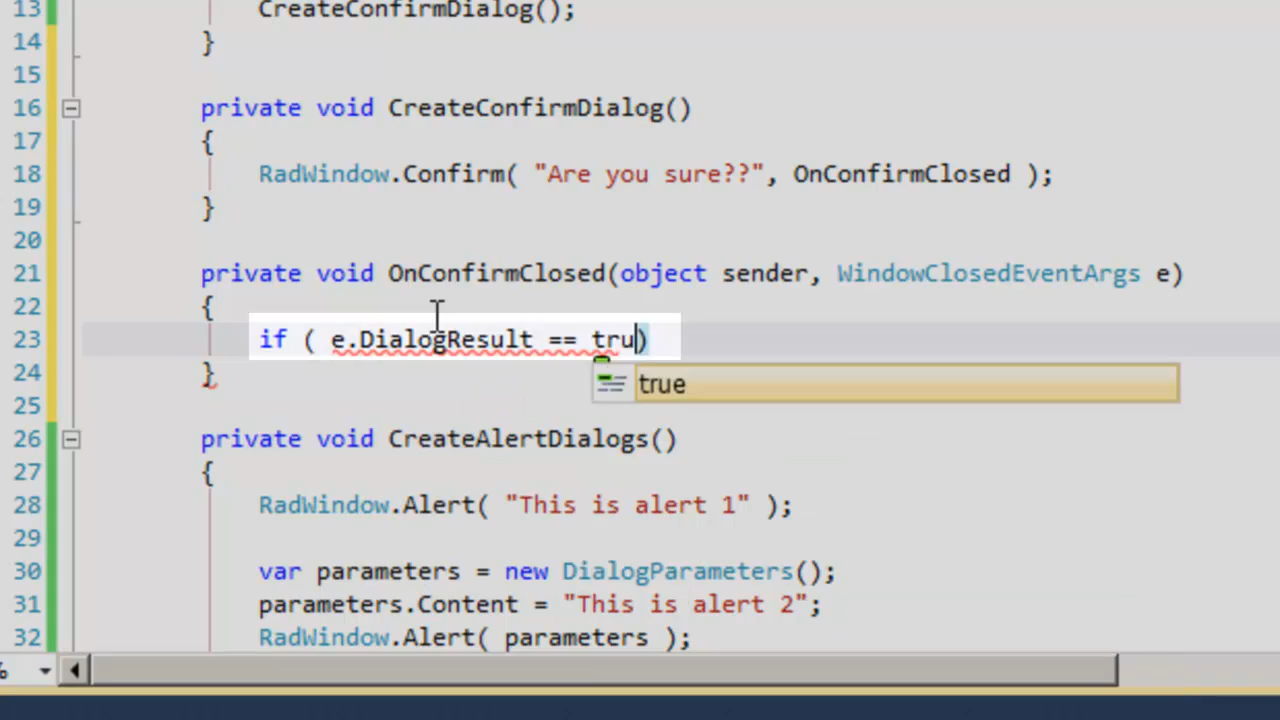 13 CreateConfirmDialog();
14 }
15
16 private void CreateConfirmDialog()
17 {
18 RadWindow.Confirm( "Are you sure??", OnConfirmClosed );
19 }
20
21 private void OnConfirmClosed(object sender, WindowClosedEventArgs e)
22 {
23 if ( e.DialogResult == tru)
24 }
true
25
26 private void CreateAlertDialogs()
27 {
28 RadWindow.Alert( "This is alert 1" );
29
30 var parameters = new DialogParameters();
31 parameters.Content = "This is alert 2";
32 RadWindow.Alert( parameters );
%